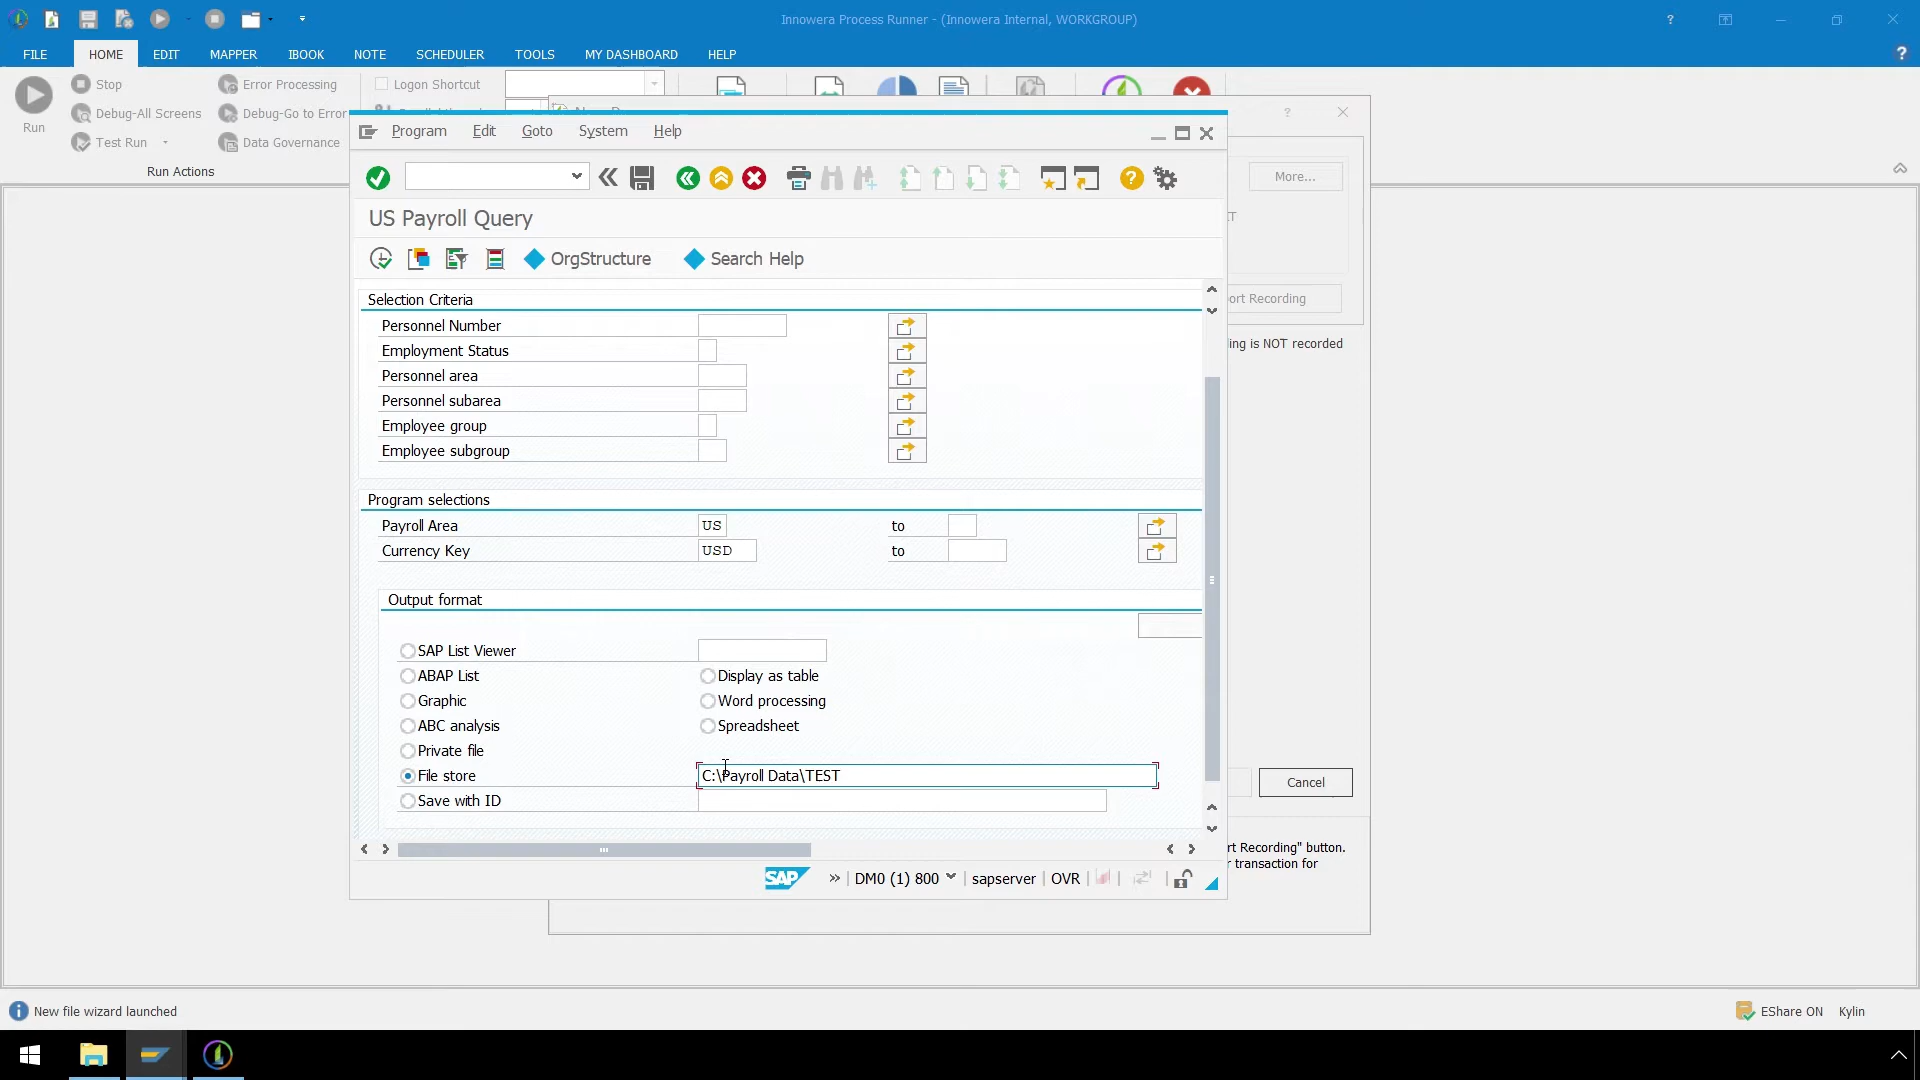 Innowera Process Runner - (Innowera Internal, WORKGROUP)
FILE HOME EDIT MAPPER IBOOK NOTE SCHEDULER TOOLS MY DASHBOARD HELP
Run
Stop
Debug-All Screens
Test Run
Error Processing
Debug-Go to Error
Data Governance
Logon Shortcut
Run Actions
Program Edit Goto System Help
US Payroll Query
OrgStructure Search Help
Selection Criteria
Personnel Number
Employment Status
Personnel area
Personnel subarea
Employee group
Employee subgroup
Program selections
Payroll Area US to
Currency Key USD to
Output format
SAP List Viewer
ABAP List Display as table
Graphic Word processing
ABC analysis Spreadsheet
Private file
File store C:\Payroll Data\TEST
Save with ID
SAP DM0 (1) 800 sapserver OVR
More...
T
ort Recording
ing is NOT recorded
Cancel
rt Recording" button.
r transaction for
New file wizard launched
EShare ON Kylin